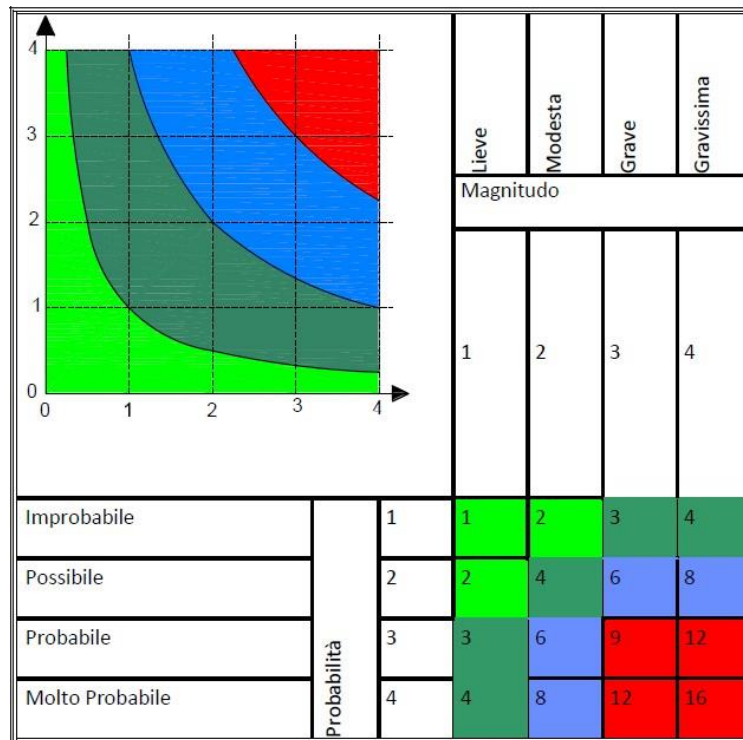 4
3
2
1
0
0 1 2 3 4
Lieve Modesta Grave Gravissima
Magnitudo
1 2 3 4
Improbabile 1 1 2 3 4
Possibile 2 2 4 6 8
Probabilità
Probabile 3 3 6 9 12
Molto Probabile 4 4 8 12 16